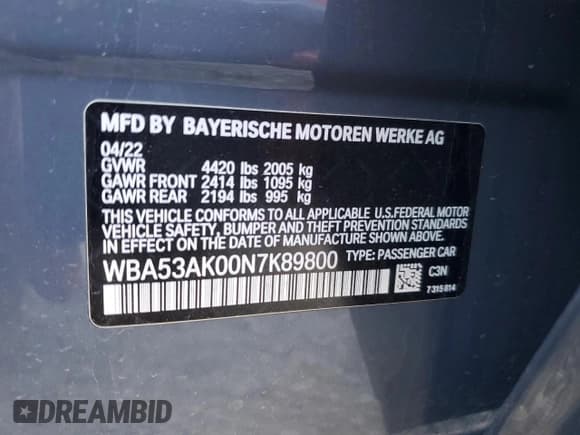 MFD BY BAYERISCHE MOTOREN WERKE AG
04/22
GVWR 4420 lbs 2005 kg
GAWR FRONT 2414 lbs 1095 kg
GAWR REAR 2194 lbs 995 kg
THIS VEHICLE CONFORMS TO ALL APPLICABLE U.S.FEDERAL MOTOR
VEHICLE SAFETY, BUMPER AND THEFT PREVENTION STANDARDS
IN EFFECT ON THE DATE OF MANUFACTURE SHOWN ABOVE.
WBA53AK00N7K89800 TYPE: PASSENGER CAR
C3N
7315814
DREAMBID
DREAMBID.COM